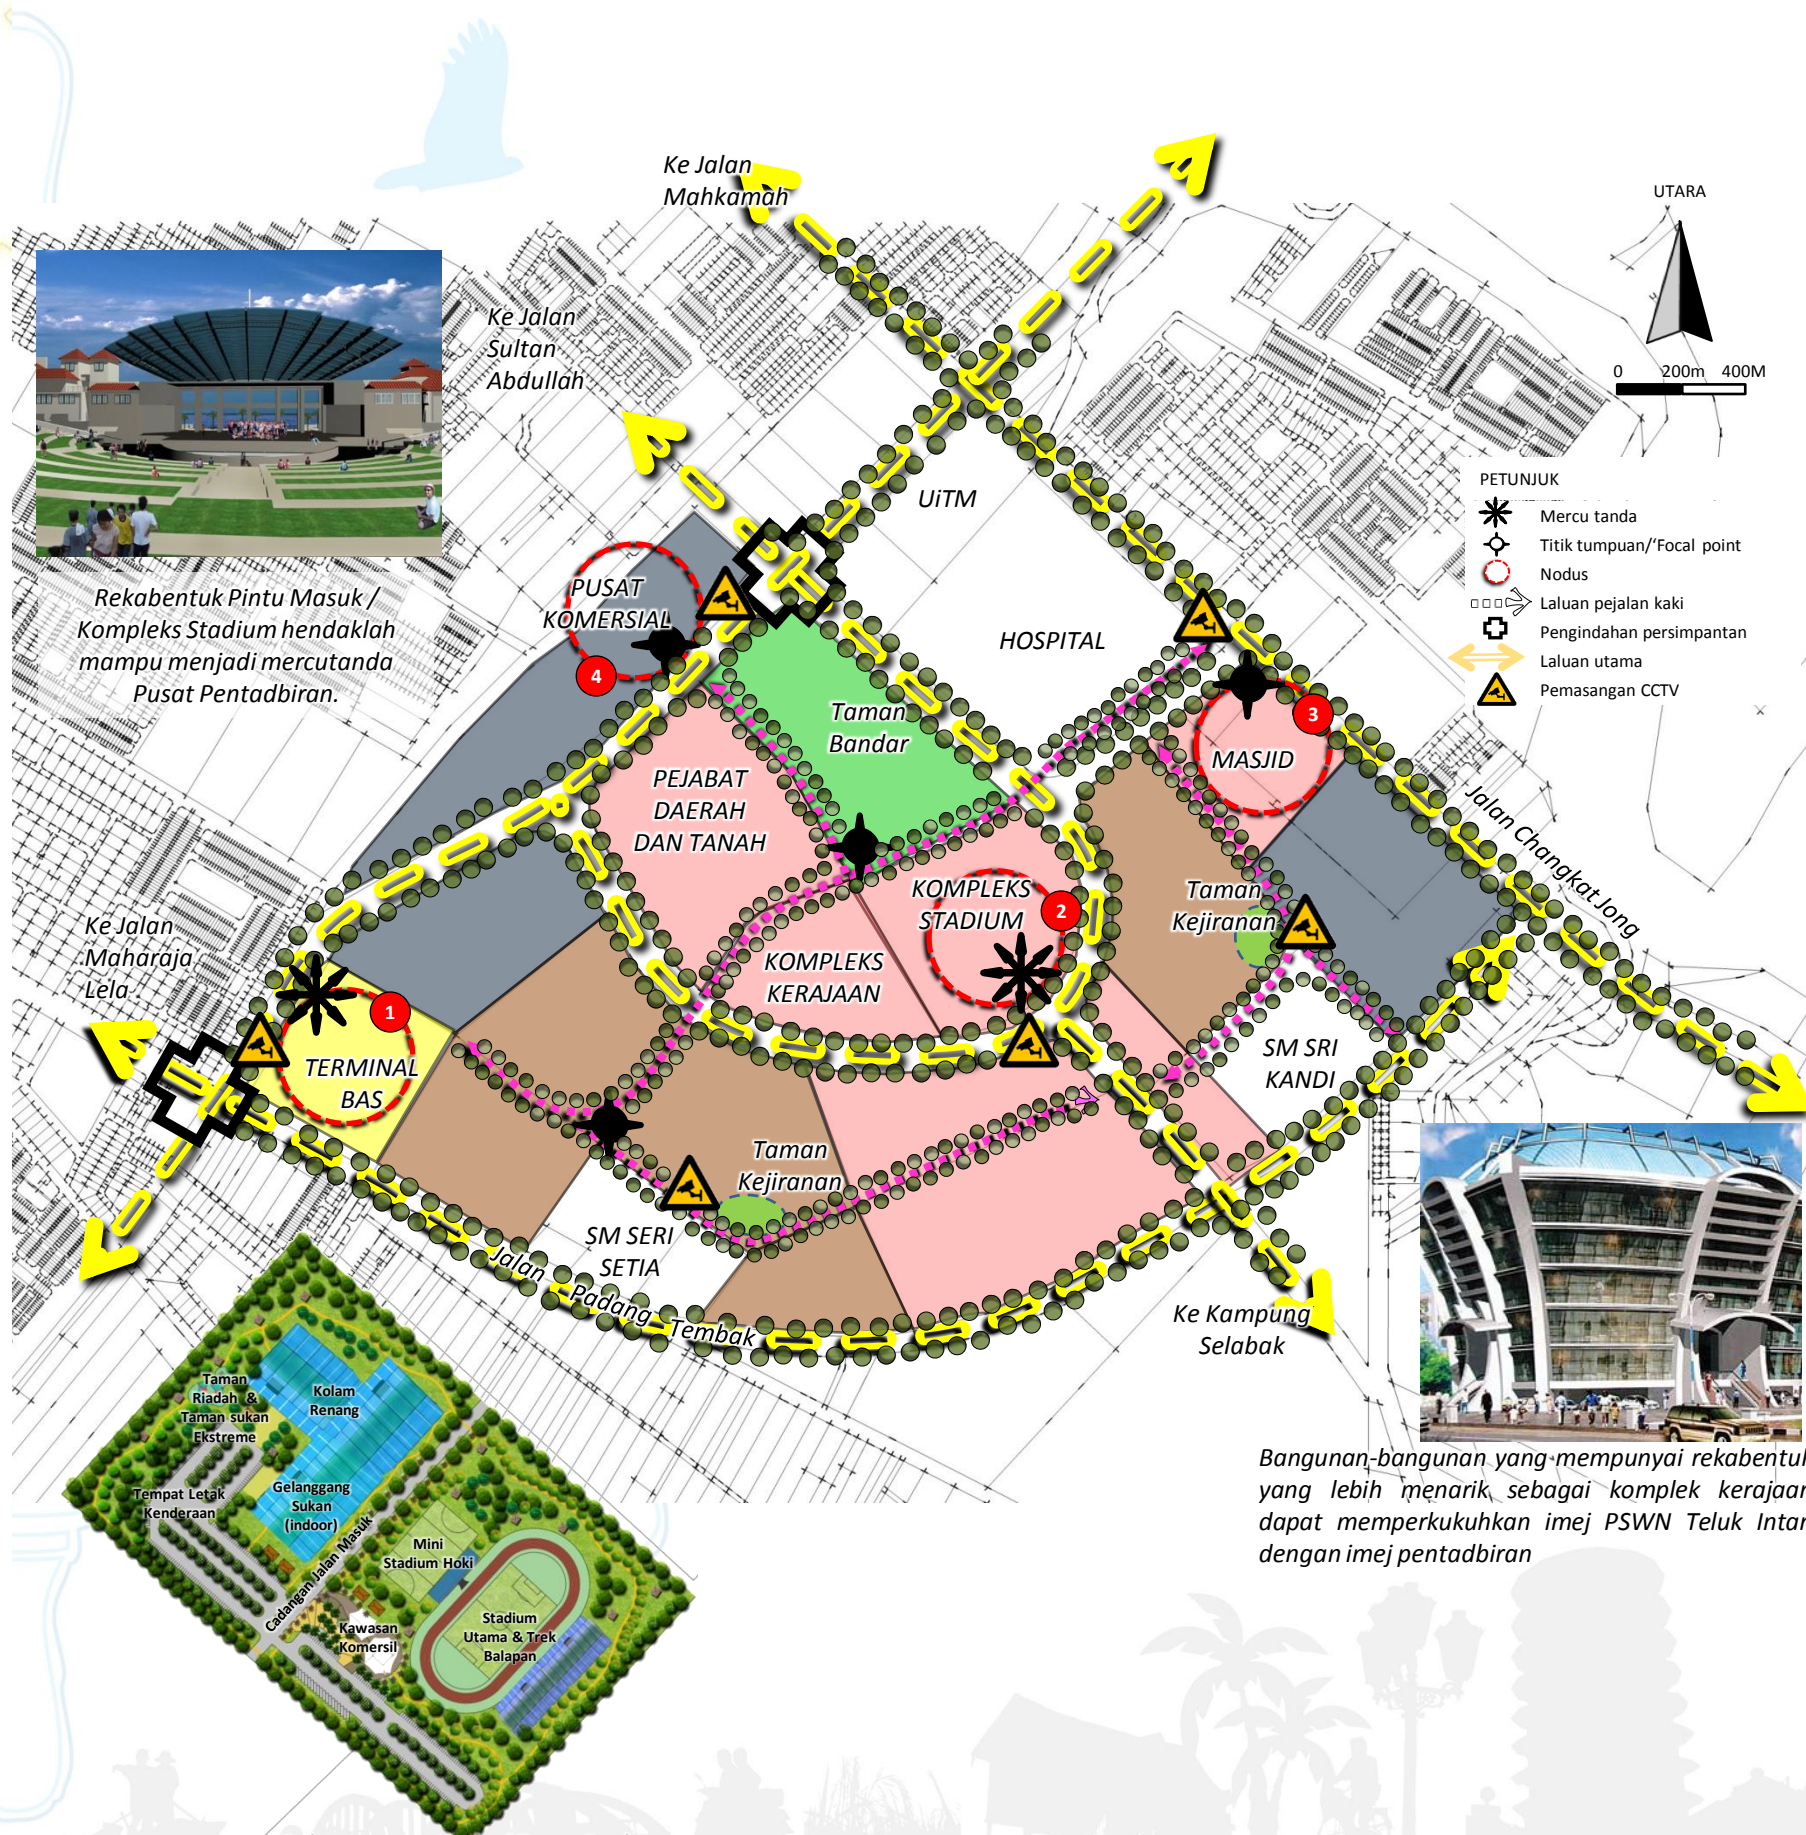 Ke Jalan
Mahkamah
UTARA
0 200m 400M
Ke Jalan
Sultan
Abdullah
PETUNJUK
Mercu tanda
Titik tumpuan/'Focal point
Nodus
Laluan pejalan kaki
Pengindahan persimpantan
Laluan utama
Pemasangan CCTV
UiTM
Rekabentuk Pintu Masuk /
Kompleks Stadium hendaklah
mampu menjadi mercutanda
Pusat Pentadbiran.
PUSAT
KOMERSIAL
4
HOSPITAL
Taman
Bandar
3
MASJID
PEJABAT
DAERAH
DAN TANAH
Jalan Changkat Jong
KOMPLEKS
STADIUM
2
Taman
Kejiranan
Ke Jalan
Maharaja
Lela
KOMPLEKS
KERAJAAN
1
TERMINAL
BAS
SM SRI
KANDI
Taman
Kejiranan
SM SERI
SETIA
Jalan Padang Tembak
Ke Kampung
Selabak
Taman
Riadah &
Taman sukan
Ekstreme
Kolam
Renang
Tempat Letak
Kenderaan
Gelanggang
Sukan
(indoor)
Cadangan Jalan Masuk
Mini
Stadium Hoki
Kawasan
Komersil
Stadium
Utama & Trek
Balapan
Bangunan-bangunan yang mempunyai rekabentuk
yang lebih menarik sebagai komplek kerajaan
dapat memperkukuhkan imej PSWN Teluk Intan
dengan imej pentadbiran